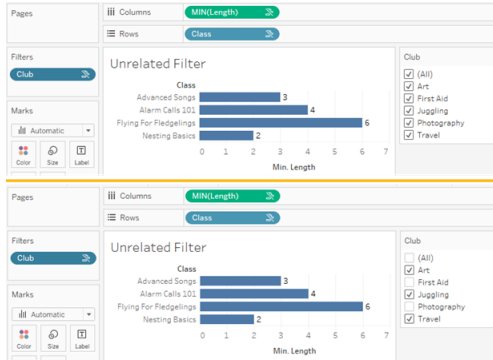 Pages
Columns
MIN(Length)
Rows
Class
Filters
Club
Unrelated Filter
Club
(All)
Art
First Aid
Juggling
Photography
Travel
Marks
Automatic
Color
Size
Label
Class
Advanced Songs
3
Alarm Calls 101
4
Flying For Fledgelings
6
Nesting Basics
2
0 1 2 3 4 5 6 7
Min. Length
Pages
Columns
MIN(Length)
Rows
Class
Filters
Club
Unrelated Filter
Club
(All)
Art
First Aid
Juggling
Photography
Travel
Marks
Automatic
Color
Size
Label
Class
Advanced Songs
3
Alarm Calls 101
4
Flying For Fledgelings
6
Nesting Basics
2
0 1 2 3 4 5 6 7
Min. Length